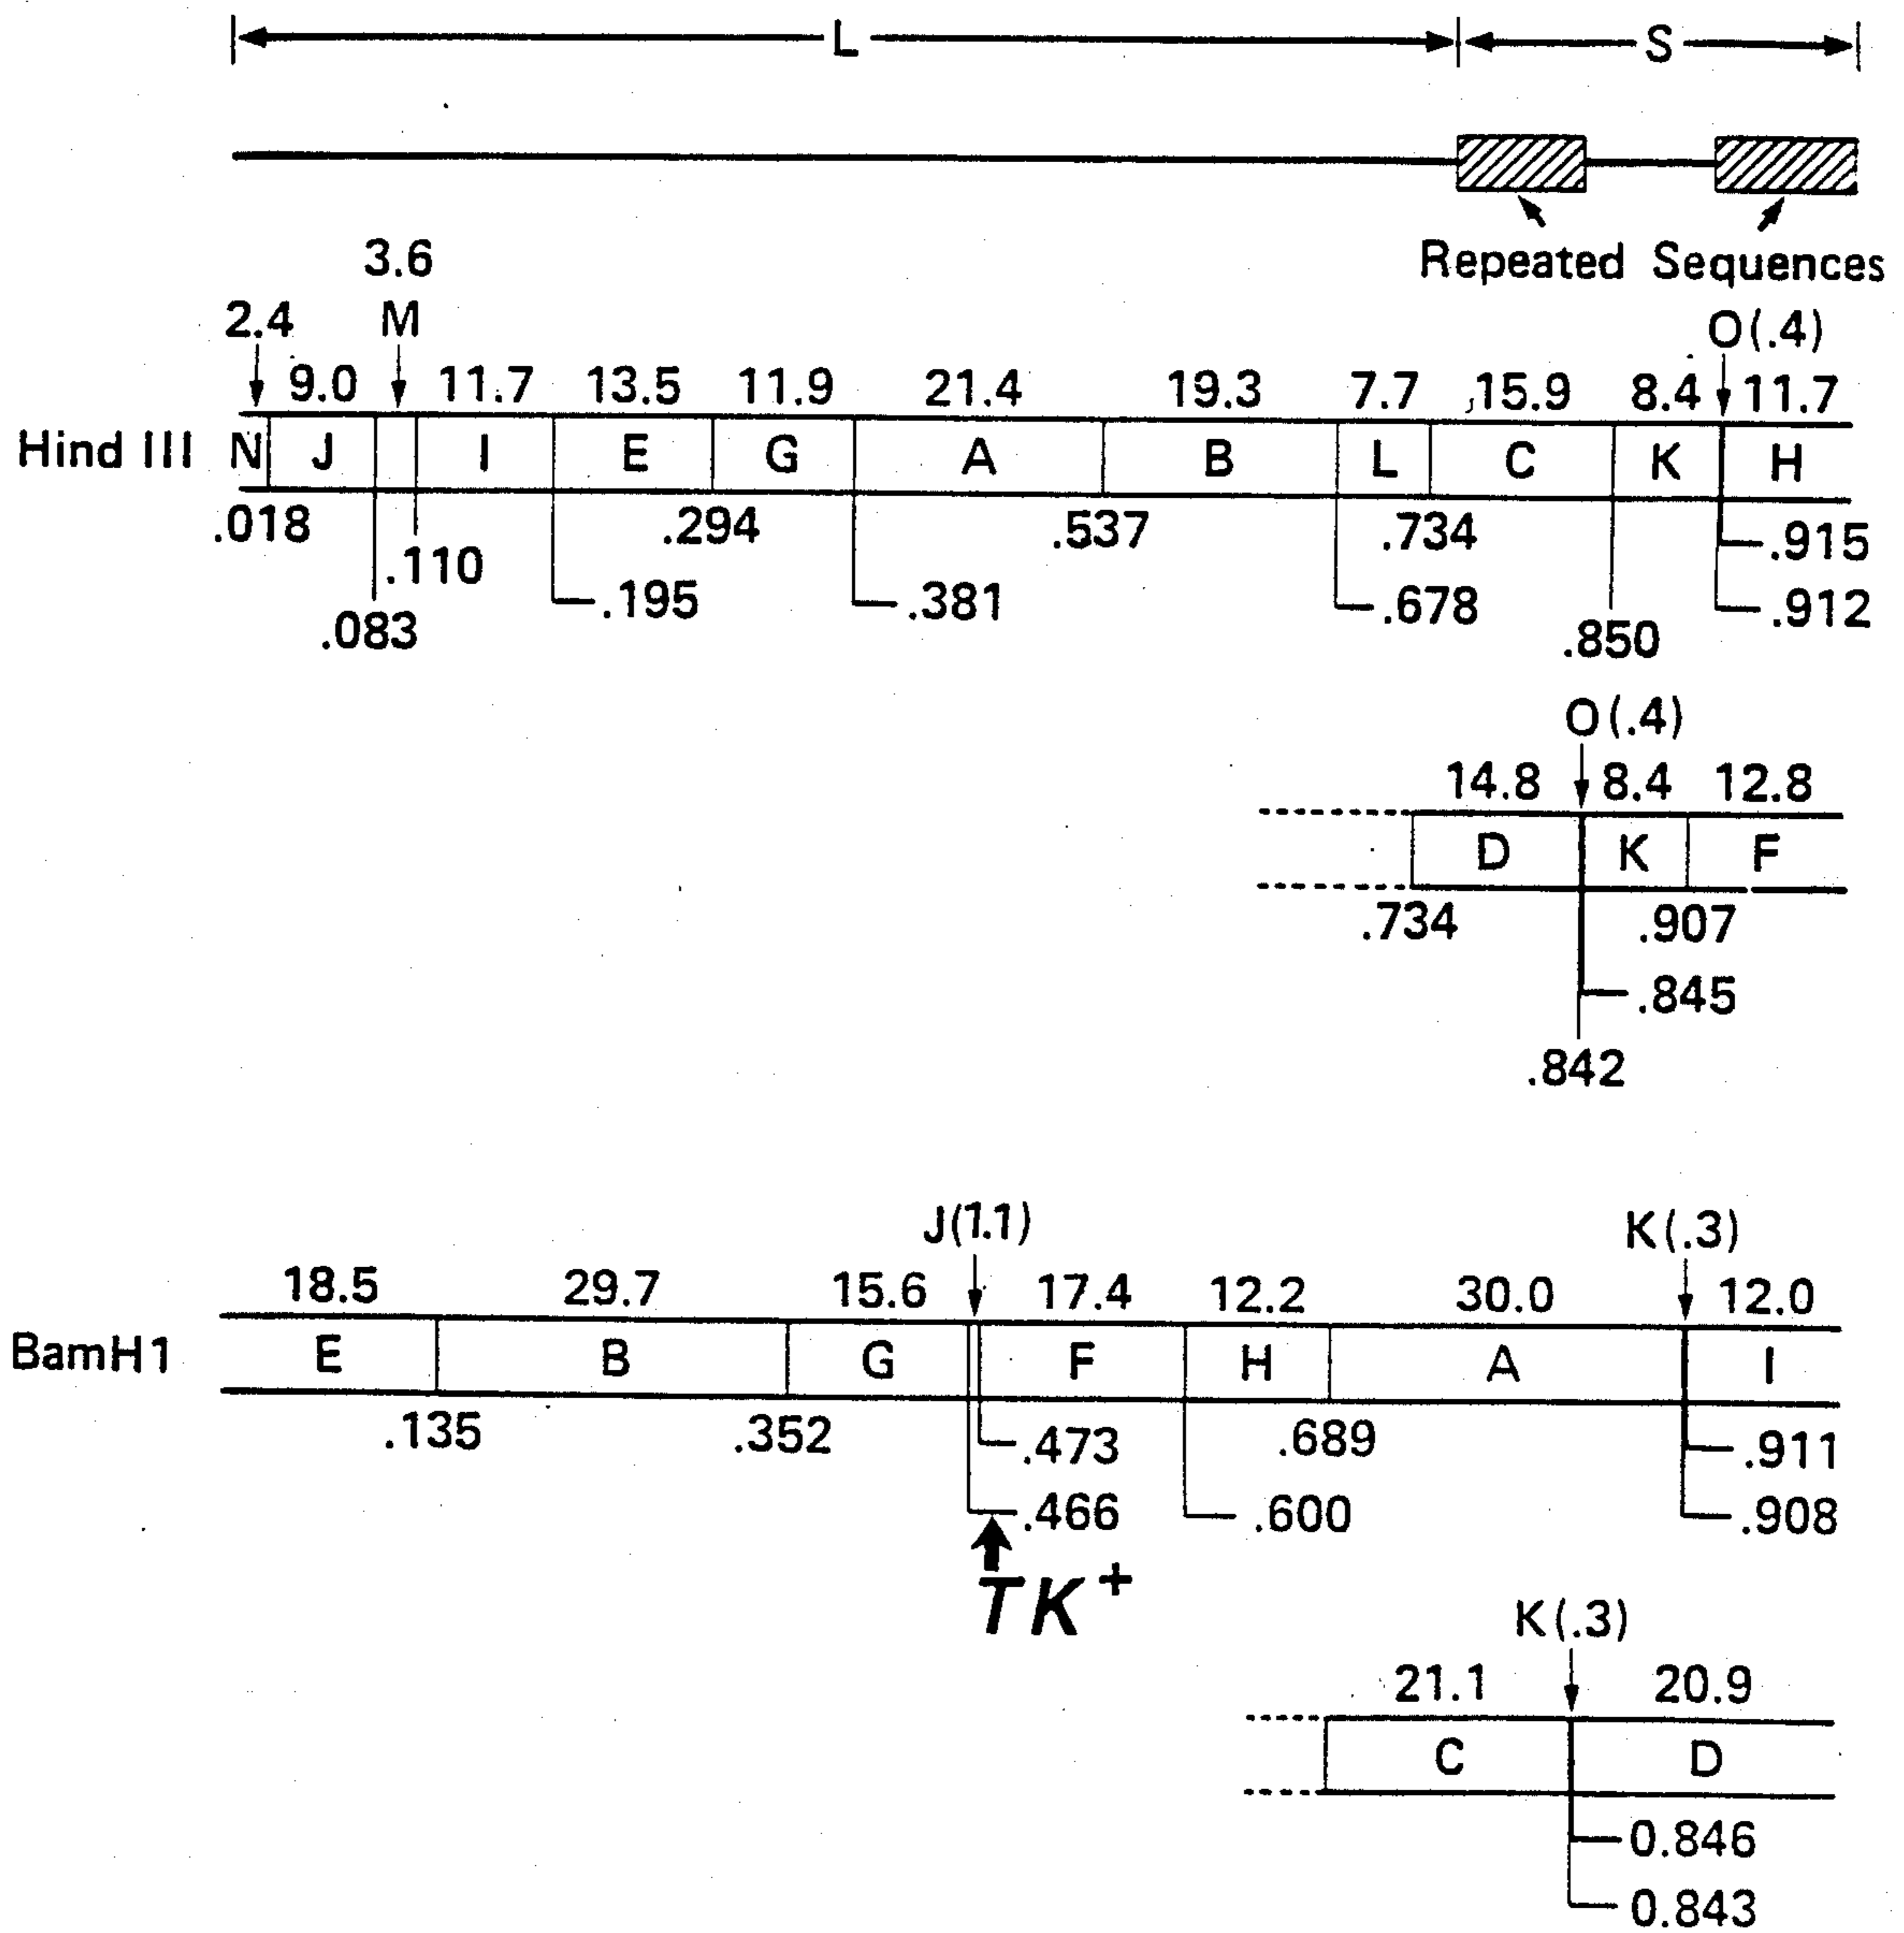 L S
Repeated Sequences
3.6
2.4 M O(.4)
9.0 11.7 13.5 11.9 21.4 19.3 7.7 15.9 8.4 11.7
Hind III N J I E G A B L C K H
.018 .294 .537 .734 .915
.110 .195 .381 .678 .912
.083 .850
O(.4)
14.8 8.4 12.8
D K F
.734 .907
.845
.842
J(1.1) K(.3)
18.5 29.7 15.6 17.4 12.2 30.0 12.0
BamH1 E B G F H A I
.135 .352 .473 .689 .911
.466 .600 .908
TK+
K(.3)
21.1 20.9
C D
0.846
0.843